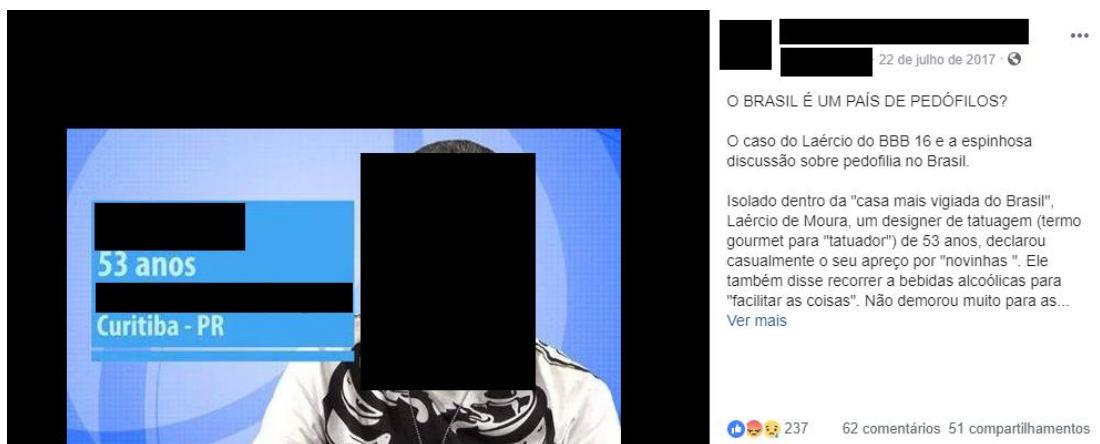 53 anos
Curitiba - PR
· 22 de julho de 2017 ·
O BRASIL É UM PAÍS DE PEDÓFILOS?
O caso do Laércio do BBB 16 e a espinhosa
discussão sobre pedofilia no Brasil.
Isolado dentro da "casa mais vigiada do Brasil",
Laércio de Moura, um designer de tatuagem (termo
gourmet para "tatuador") de 53 anos, declarou
casualmente o seu apreço por "novinhas ". Ele
também disse recorrer a bebidas alcoólicas para
"facilitar as coisas". Não demorou muito para as...
Ver mais
237 62 comentários 51 compartilhamentos